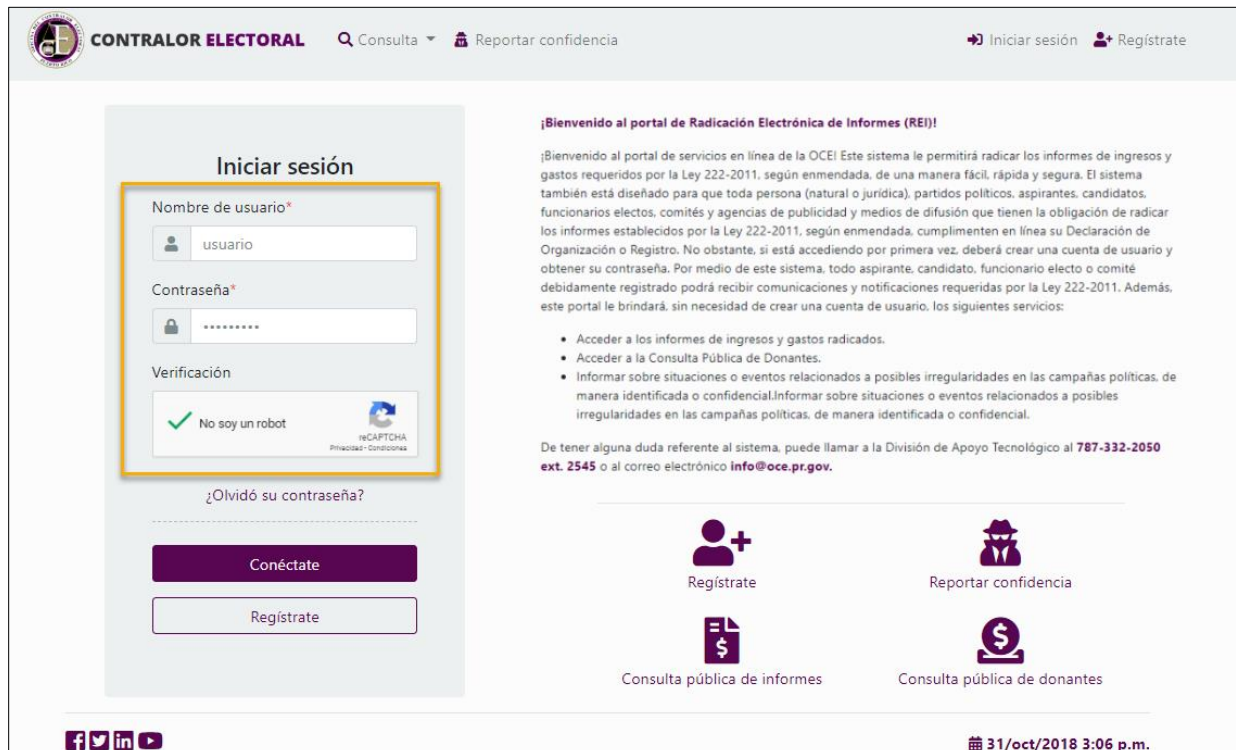 CONTRALOR ELECTORAL Consulta Reportar confidencia Iniciar sesión Regístrate
Iniciar sesión
Nombre de usuario*
usuario
Contraseña*
•••••••••
Verificación
No soy un robot
reCAPTCHA
Privacidad - Condiciones
¿Olvidó su contraseña?
Conéctate
Regístrate
¡Bienvenido al portal de Radicación Electrónica de Informes (REI)!
¡Bienvenido al portal de servicios en línea de la OCE! Este sistema le permitirá radicar los informes de ingresos y
gastos requeridos por la Ley 222-2011, según enmendada, de una manera fácil, rápida y segura. El sistema
también está diseñado para que toda persona (natural o jurídica), partidos políticos, aspirantes, candidatos,
funcionarios electos, comités y agencias de publicidad y medios de difusión que tienen la obligación de radicar
los informes establecidos por la Ley 222-2011, según enmendada, cumplimenten en línea su Declaración de
Organización o Registro. No obstante, si está accediendo por primera vez, deberá crear una cuenta de usuario y
obtener su contraseña. Por medio de este sistema, todo aspirante, candidato, funcionario electo o comité
debidamente registrado podrá recibir comunicaciones y notificaciones requeridas por la Ley 222-2011. Además,
este portal le brindará, sin necesidad de crear una cuenta de usuario, los siguientes servicios:
• Acceder a los informes de ingresos y gastos radicados.
• Acceder a la Consulta Pública de Donantes.
• Informar sobre situaciones o eventos relacionados a posibles irregularidades en las campañas políticas, de
manera identificada o confidencial.Informar sobre situaciones o eventos relacionados a posibles
irregularidades en las campañas políticas, de manera identificada o confidencial.
De tener alguna duda referente al sistema, puede llamar a la División de Apoyo Tecnológico al 787-332-2050
ext. 2545 o al correo electrónico info@oce.pr.gov.
Regístrate
Reportar confidencia
Consulta pública de informes
Consulta pública de donantes
31/oct/2018 3:06 p.m.